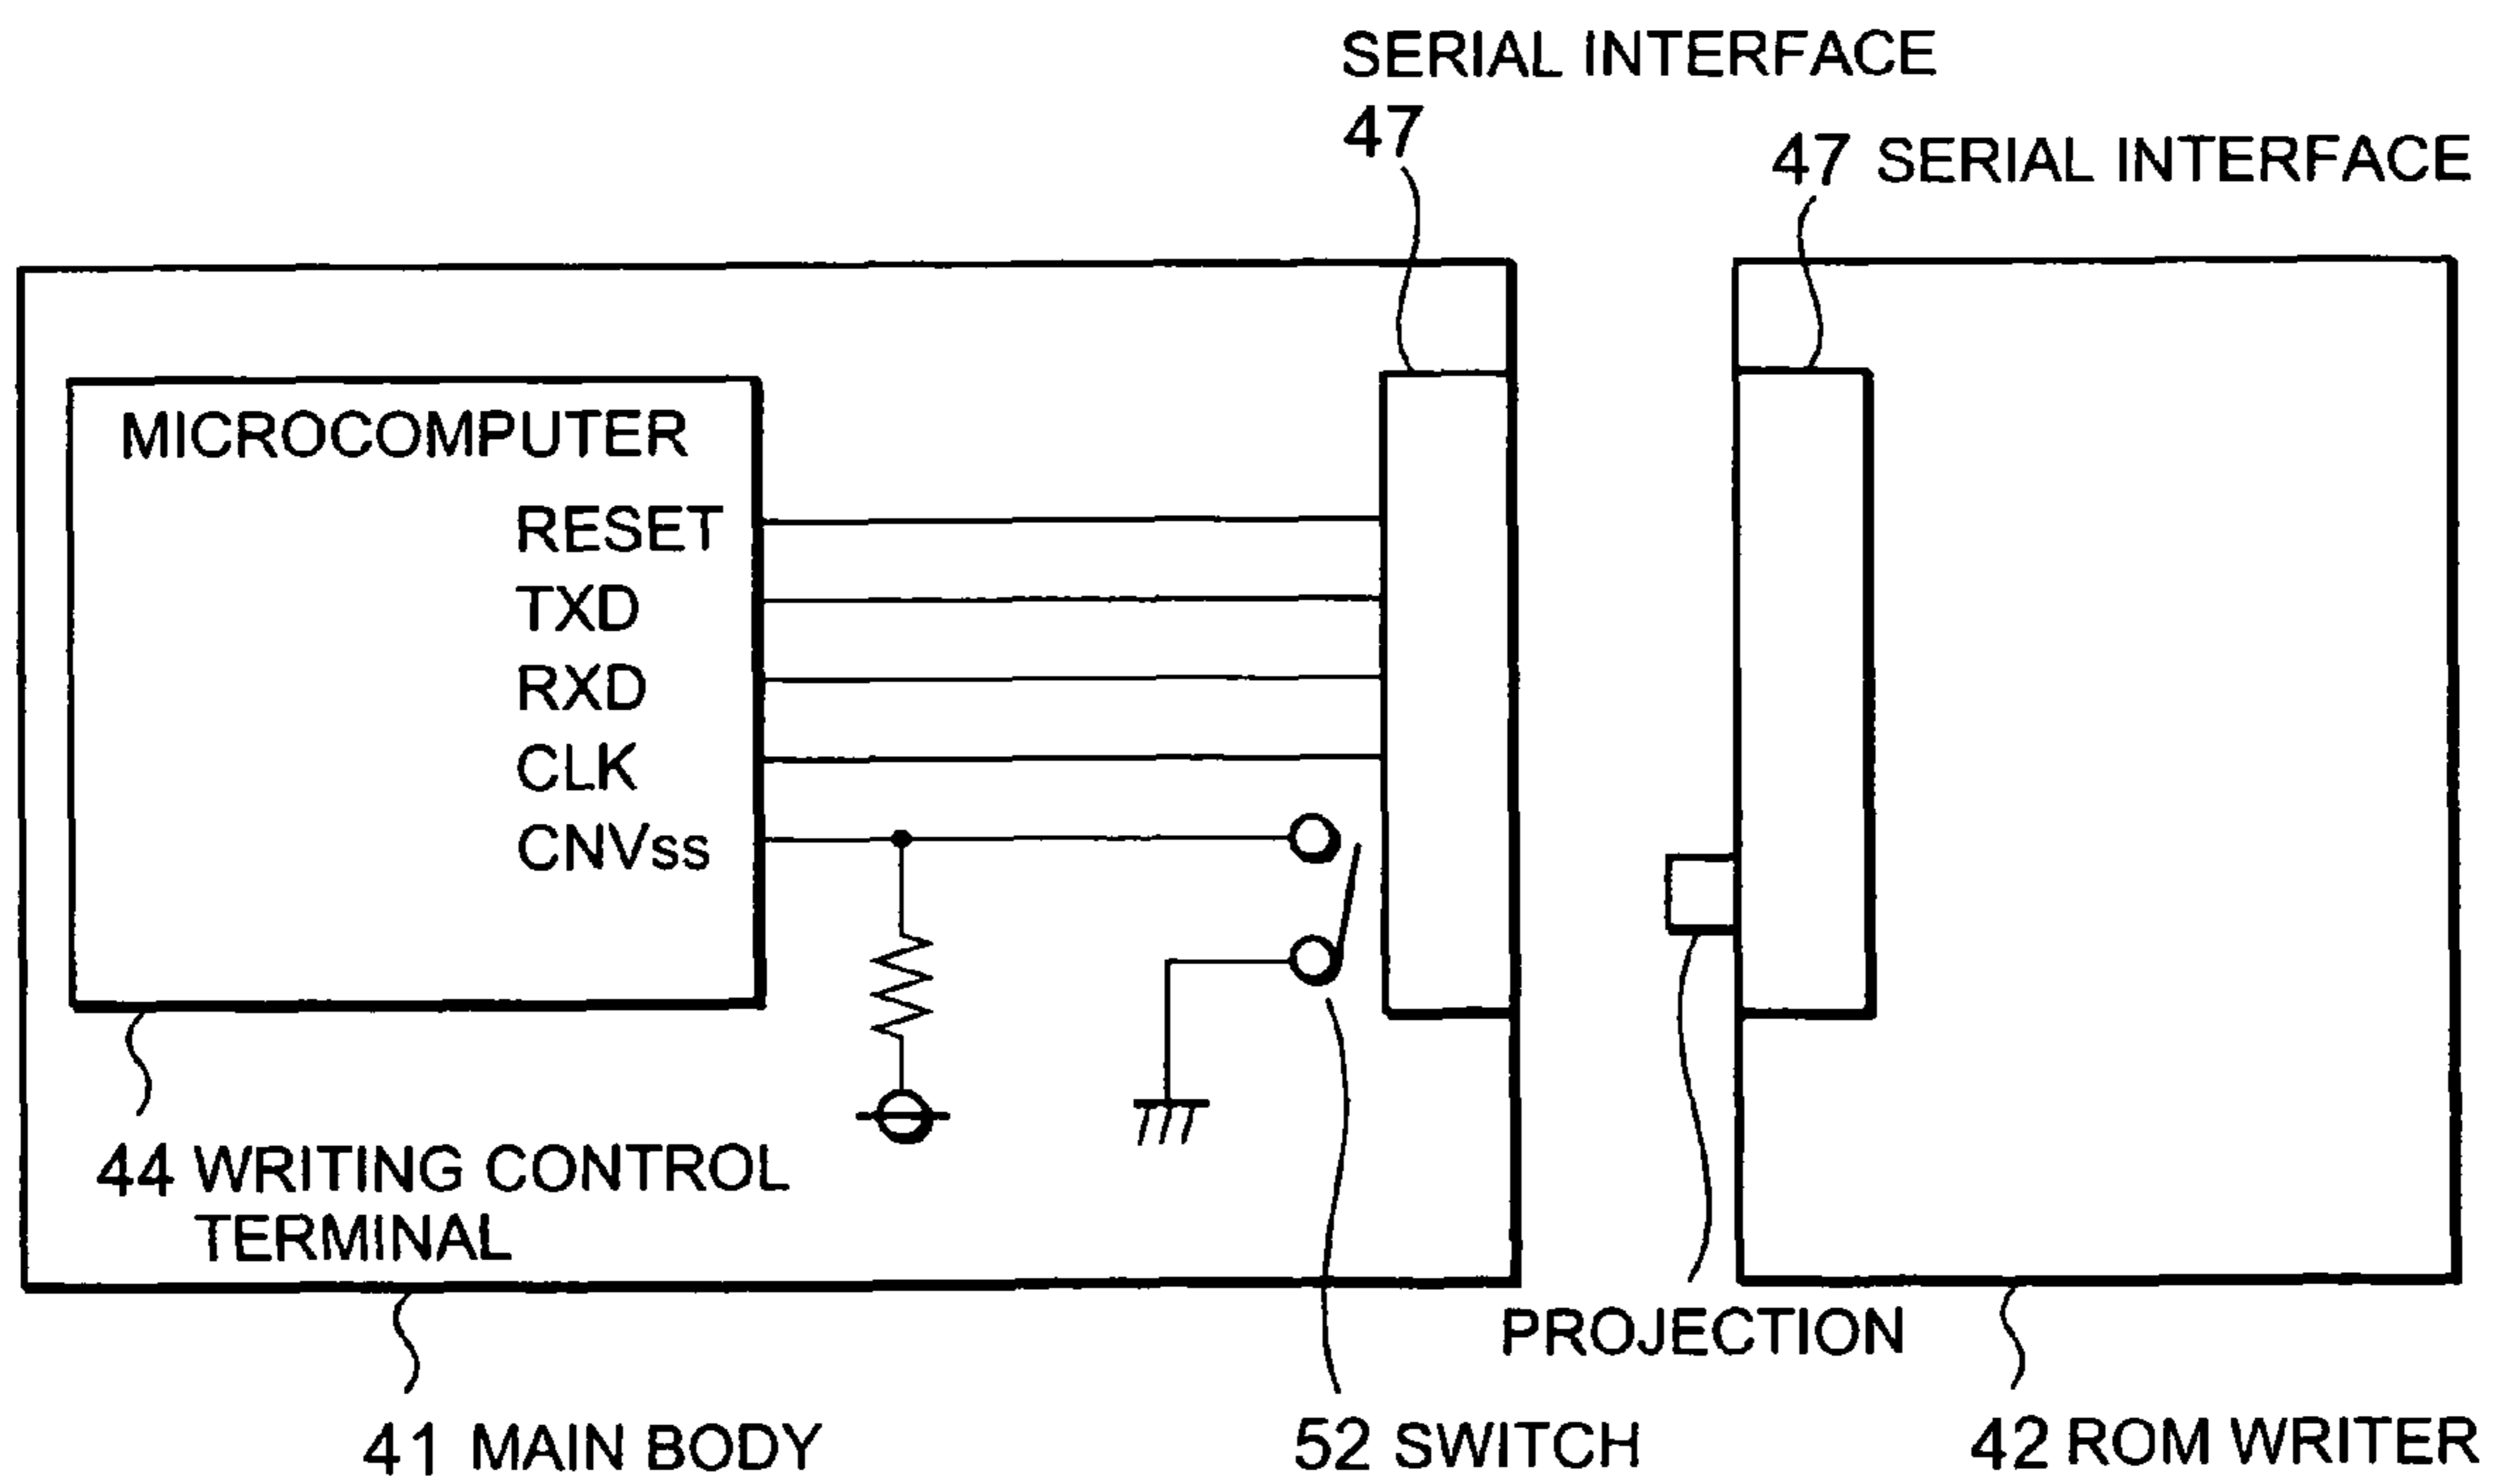 SERIAL INTERFACE
47
47 SERIAL INTERFACE
MICROCOMPUTER
RESET
TXD
RXD
CLK
CNVss
44 WRITING CONTROL
TERMINAL
PROJECTION
41 MAIN BODY
52 SWITCH
42 ROM WRITER